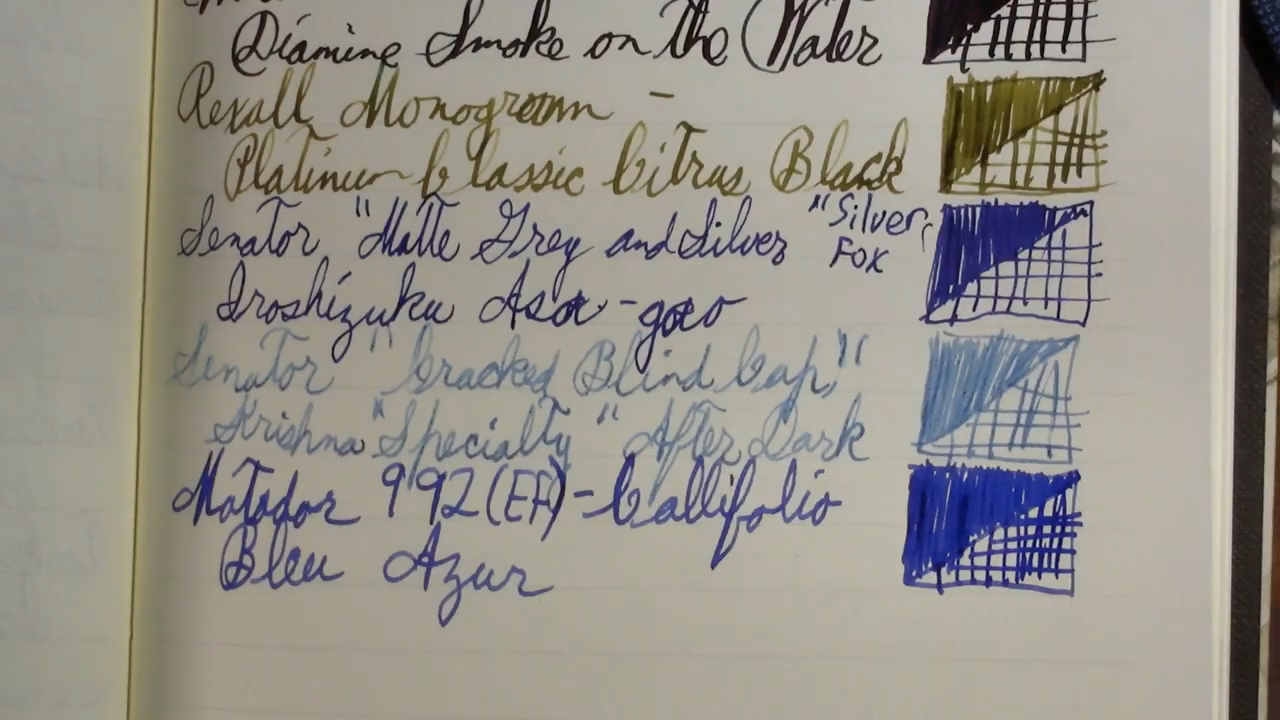 Diamine Smoke on the Water
Rexall Monogram -
Platinum Classic Citrus Black
Senator "Matte Grey and Silver "Silver
Fox
Iroshizuku Asa-gao
Senator "Cracked Blind Cap"
Krishna "Specialty" After Dark
Matador 992 (EF) - Callifolio
Bleu Azur